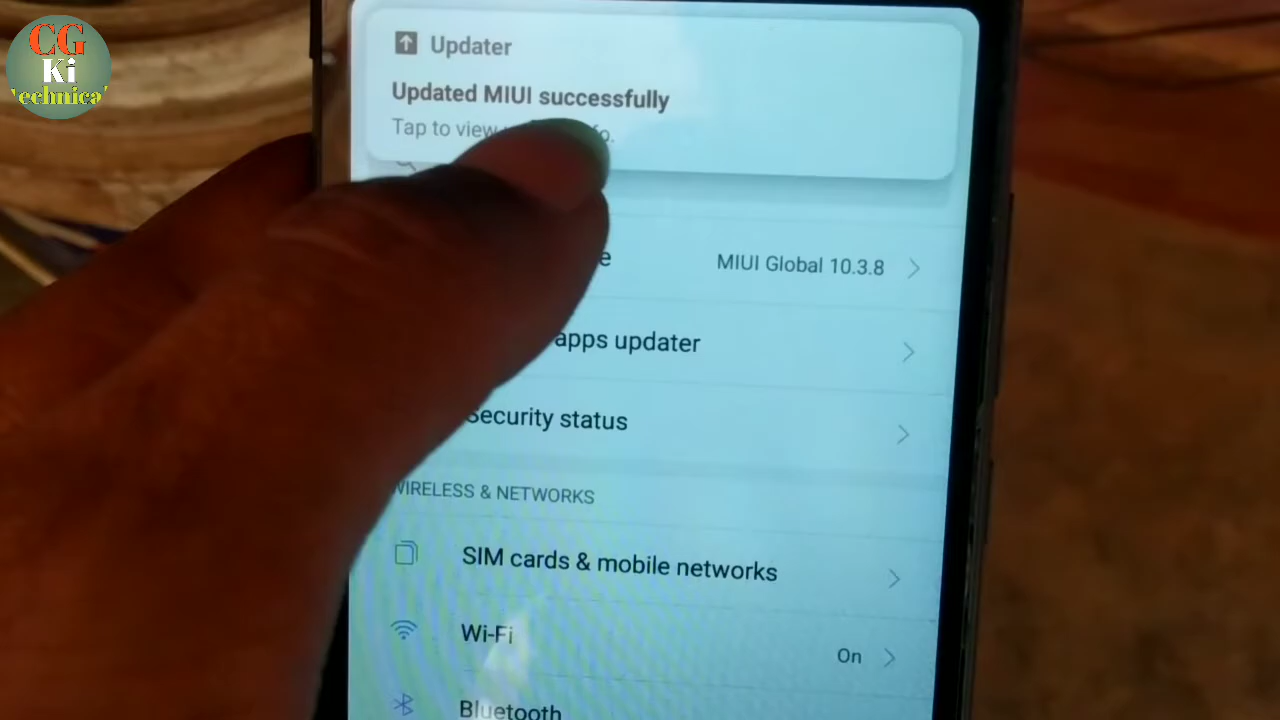 CG
Ki
Technical
Updater
Updated MIUI successfully
Tap to view
MIUI Global 10.3.8
apps updater
Security status
WIRELESS & NETWORKS
SIM cards & mobile networks
Wi-Fi
On
Bluetooth